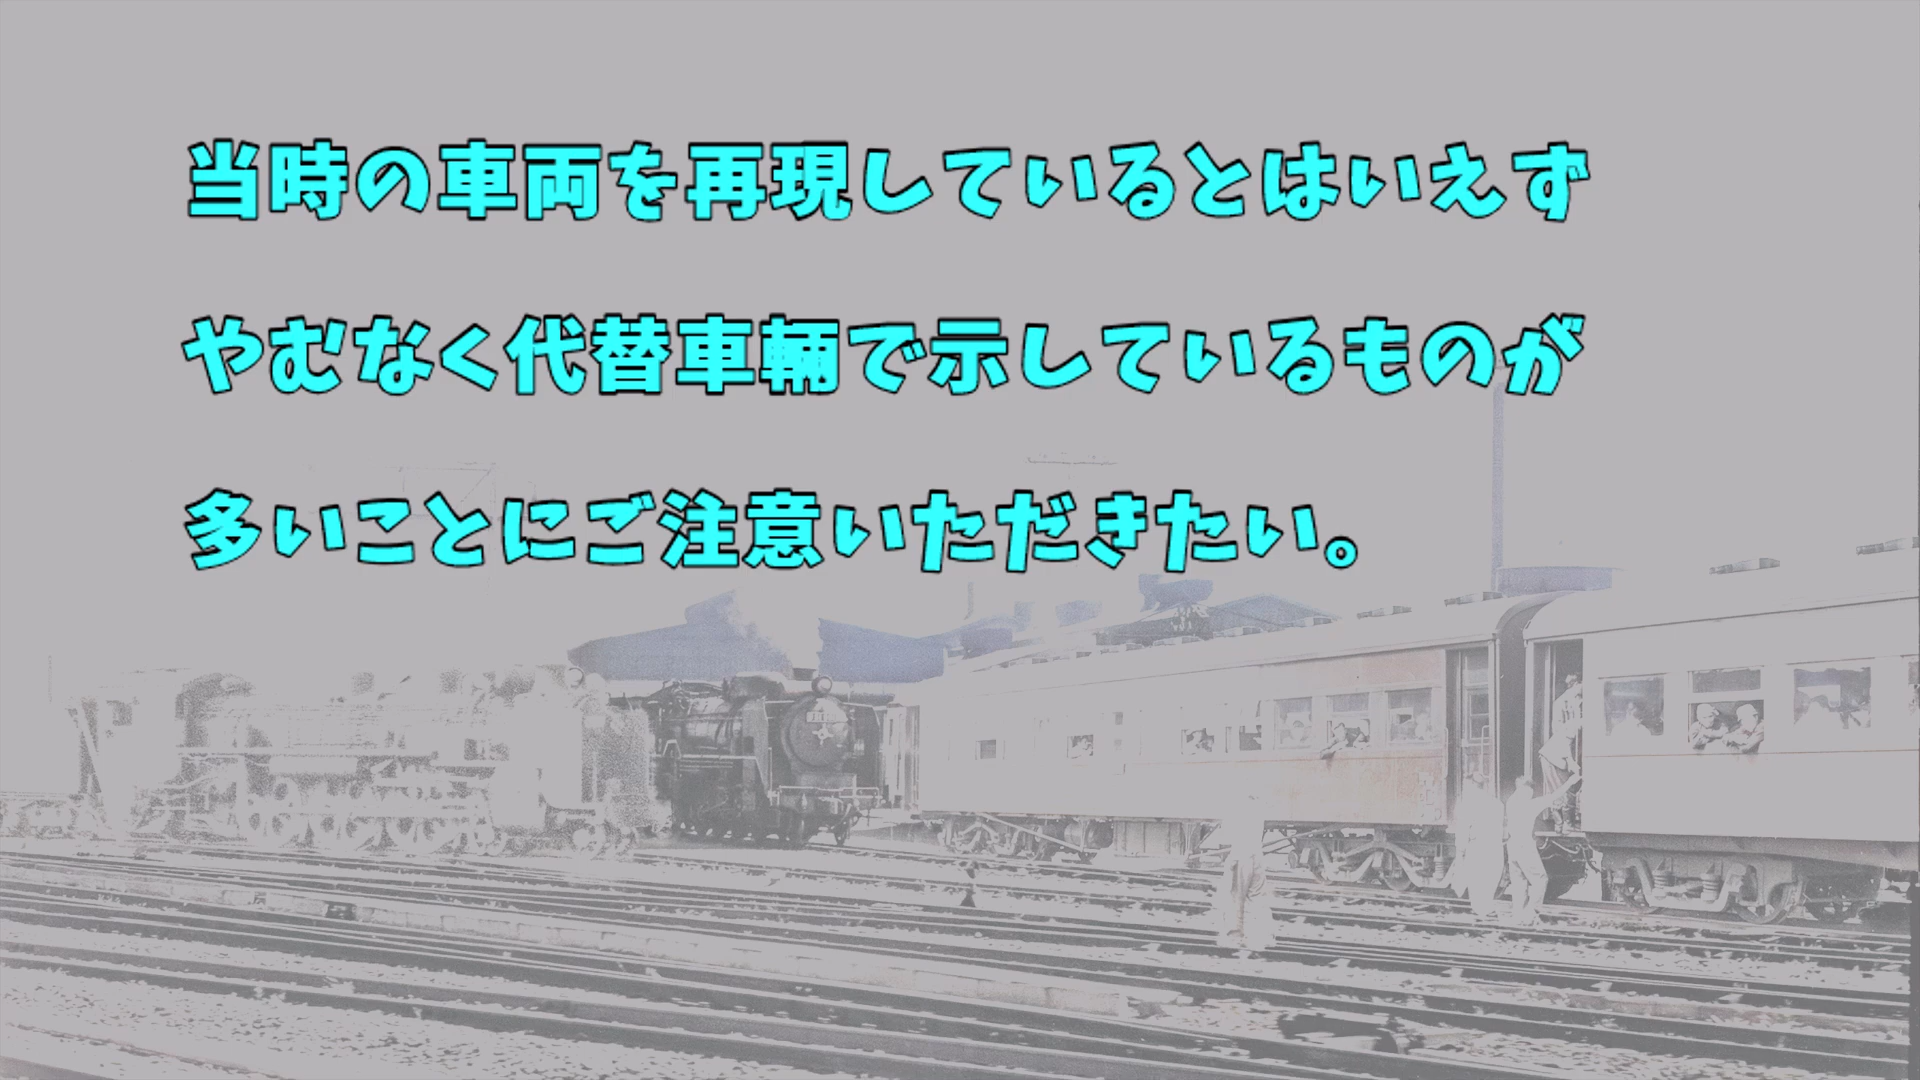 当時の車両を再現しているとはいえず
やむなく代替車輌で示しているものが
多いことにご注意いただきたい。